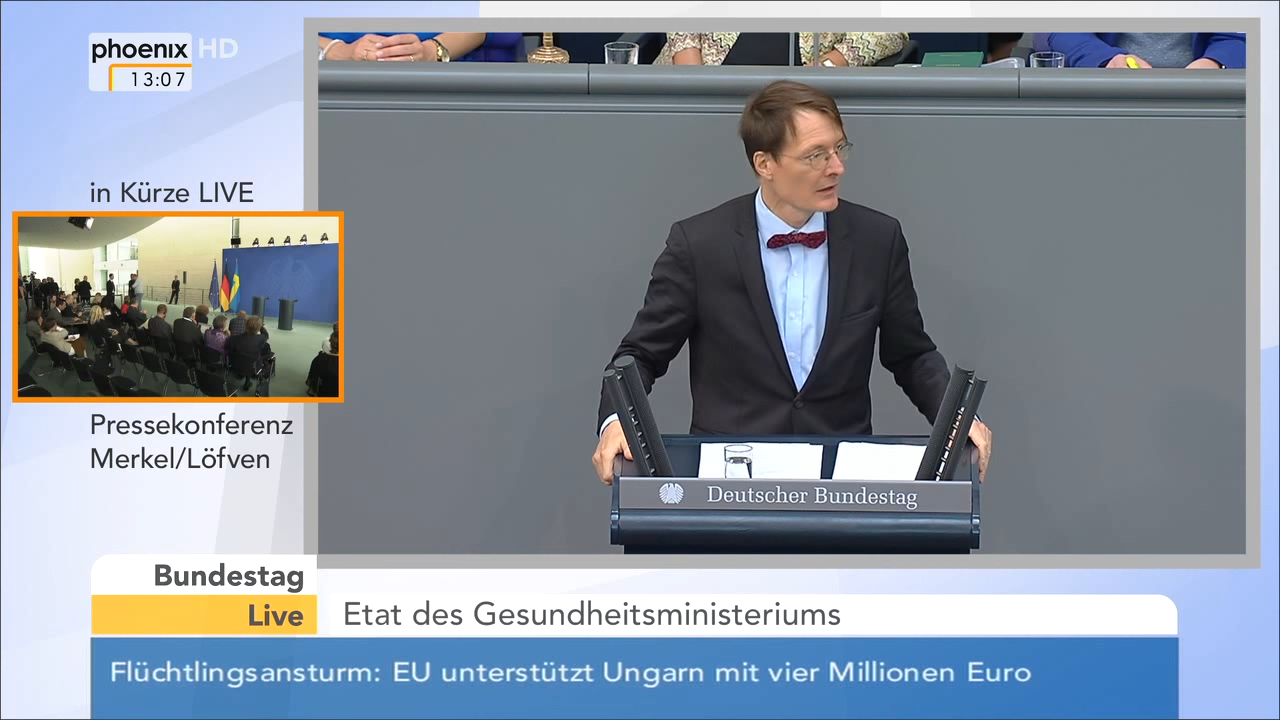 phoenix HD
13:07
in Kürze LIVE
Pressekonferenz
Merkel/Löfven
Deutscher Bundestag
Bundestag
Live
Etat des Gesundheitsministeriums
Flüchtlingsansturm: EU unterstützt Ungarn mit vier Millionen Euro